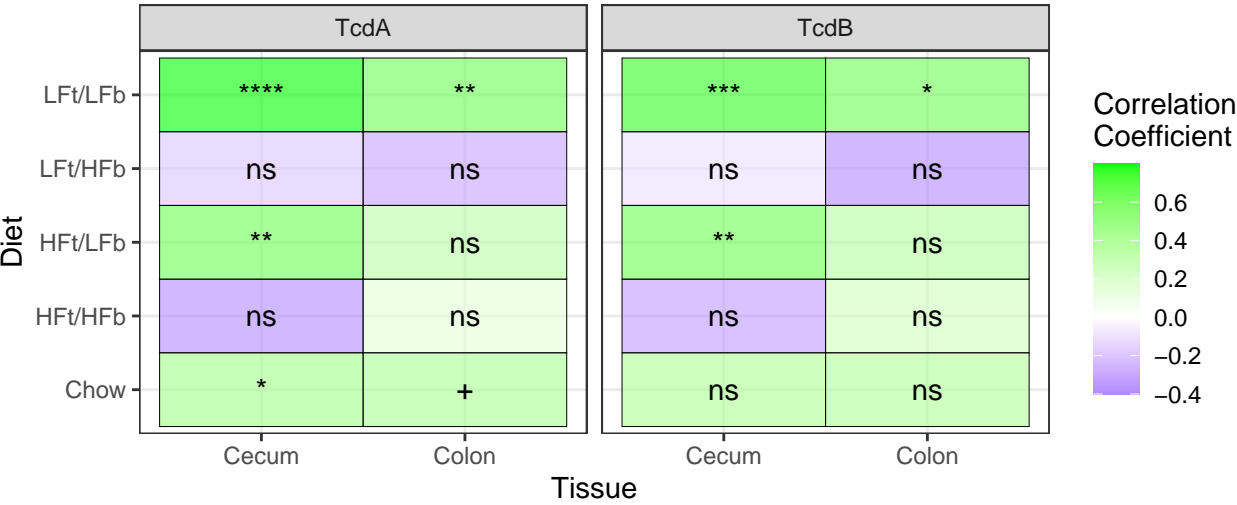 TcdA TcdB
LFt/LFb **** ** *** *
LFt/HFb ns ns ns ns
HFt/LFb ** ns ** ns
HFt/HFb ns ns ns ns
Chow * + ns ns
Cecum Colon Cecum Colon
Tissue
Diet
Correlation
Coefficient
0.6
0.4
0.2
0.0
−0.2
−0.4